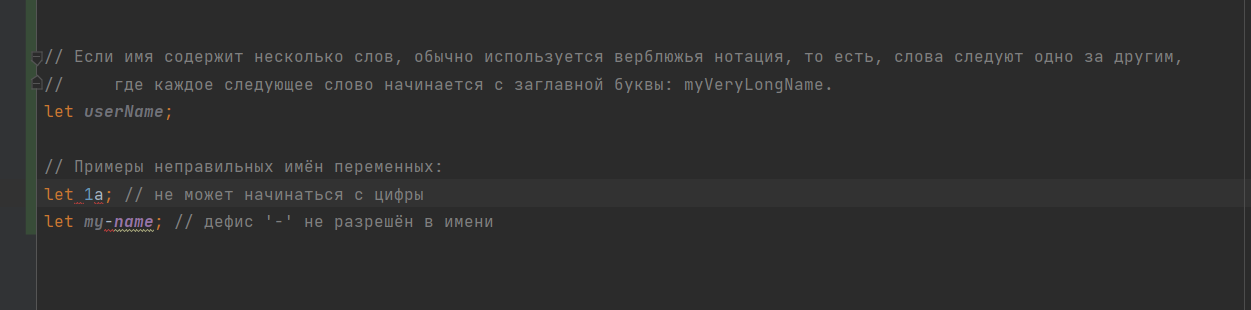 // Если имя содержит несколько слов, обычно используется верблюжья нотация, то есть, слова следуют одно за другим,
//     где каждое следующее слово начинается с заглавной буквы: myVeryLongName.
let userName;
// Примеры неправильных имён переменных:
let 1a; // не может начинаться с цифры
let my-name; // дефис '-' не разрешён в имени